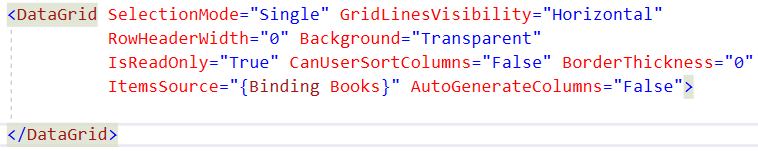 <DataGrid SelectionMode="Single" GridLinesVisibility="Horizontal"
RowHeaderWidth="0" Background="Transparent"
IsReadOnly="True" CanUserSortColumns="False" BorderThickness="0"
ItemsSource="{Binding Books}" AutoGenerateColumns="False">
</DataGrid>